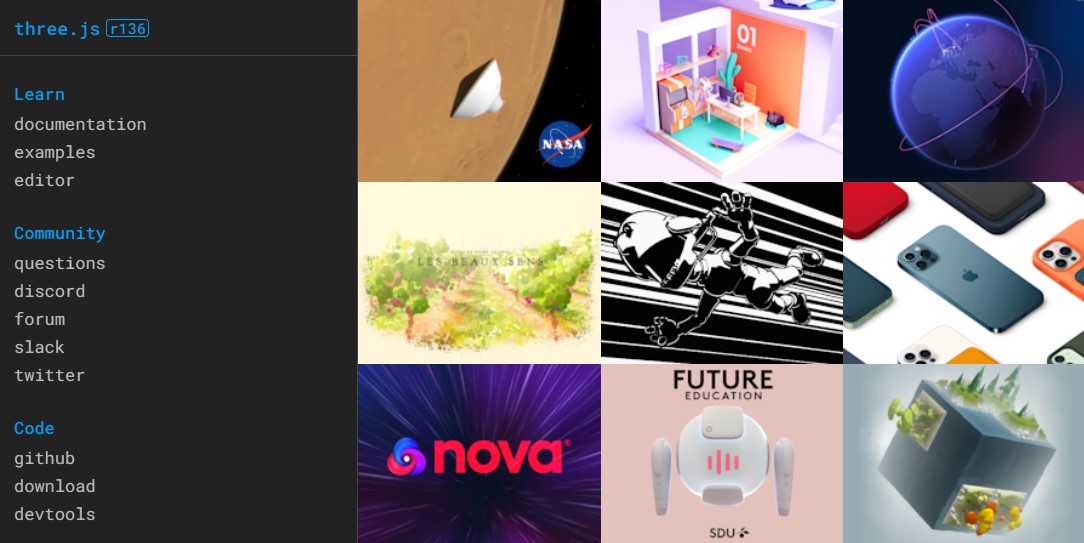 three.js r136
Learn
documentation
examples
editor
Community
questions
discord
forum
slack
twitter
Code
github
download
devtools
NASA
01
LES BEAUX SENS
nova®
FUTURE
EDUCATION
SDU